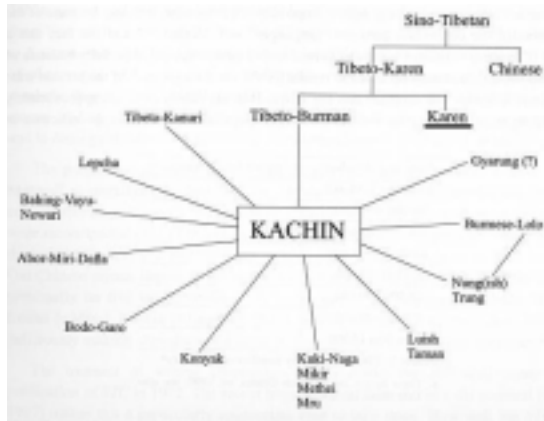 Sino-Tibetan
Tibeto-Karen
Chinese
Tibeto-Kanauri
Tibeto-Burman
Karen
Lepcha
Gyarung (?)
Bahing-Vayu-
Newari
KACHIN
Burmese-Lolo
Abor-Miri-Dafla
Nung(ish)
Trung
Bodo-Garo
Konyak
Kuki-Naga
Mikir
Meithei
Mru
Luish
Taman